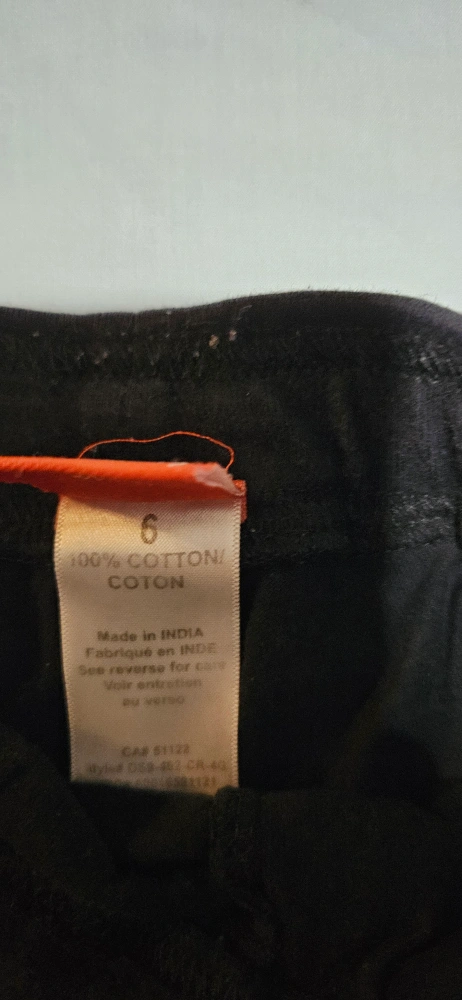 6
100% COTTON/
COTON
Made in INDIA
Fabriqué en INDE
See reverse for care
Voir entretien
au verso
CA# 51122
style#